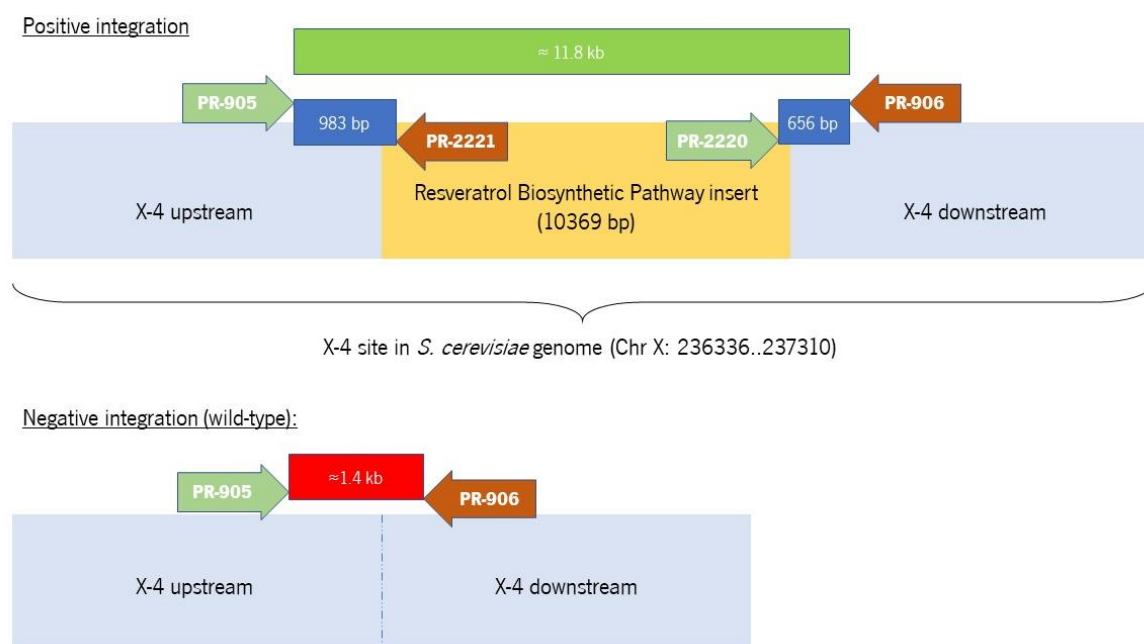 Positive integration
≈ 11.8 kb
PR-905
PR-906
983 bp
656 bp
PR-2221
PR-2220
X-4 upstream
Resveratrol Biosynthetic Pathway insert
(10369 bp)
X-4 downstream
X-4 site in S. cerevisiae genome (Chr X: 236336..237310)
Negative integration (wild-type):
≈1.4 kb
PR-905
PR-906
X-4 upstream
X-4 downstream